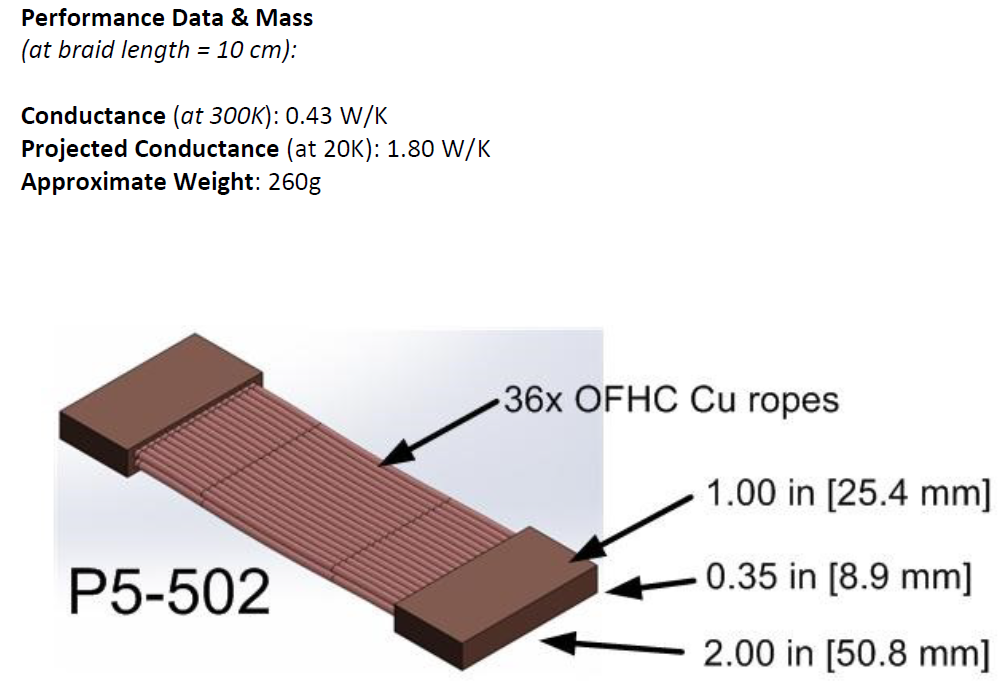 Performance Data & Mass
(at braid length = 10 cm):
Conductance (at 300K): 0.43 W/K
Projected Conductance (at 20K): 1.80 W/K
Approximate Weight: 260g
36x OFHC Cu ropes
1.00 in [25.4 mm]
0.35 in [8.9 mm]
P5-502
2.00 in [50.8 mm]